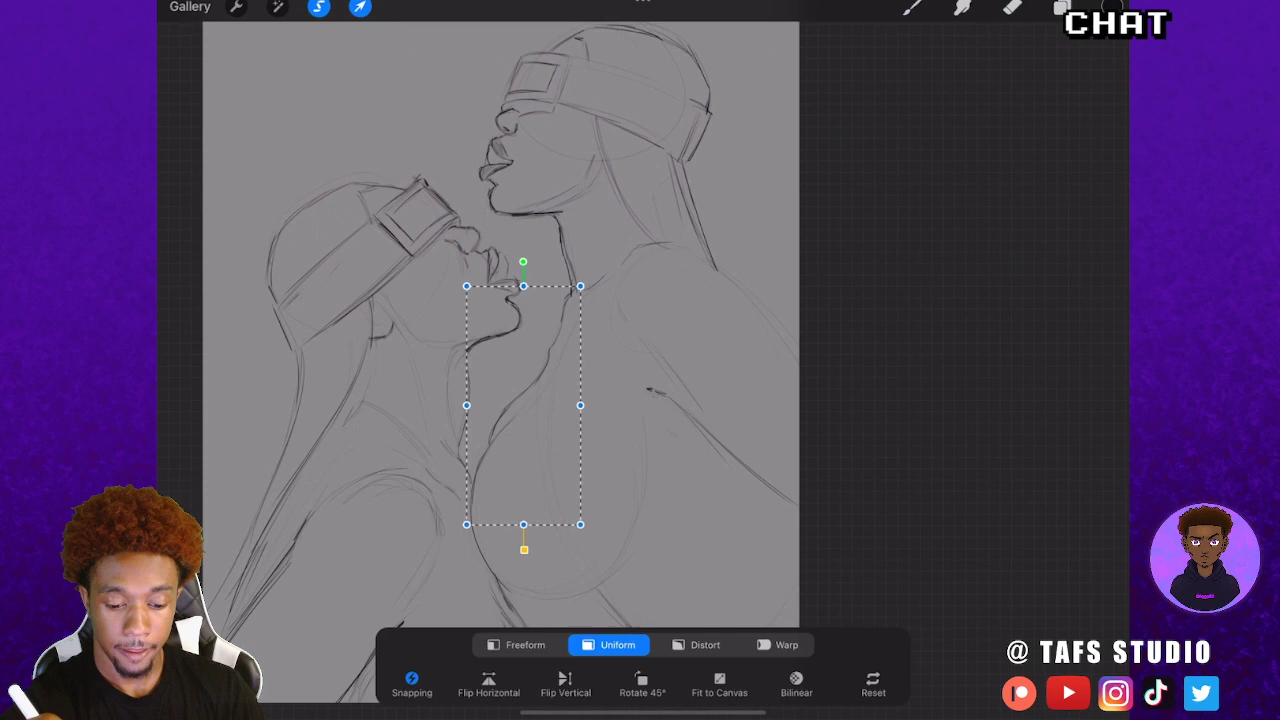 Gallery
CHAT
Freeform Uniform Distort Warp
Snapping Flip Horizontal Flip Vertical Rotate 45° Fit to Canvas Bilinear Reset
@ TAFS STUDIO